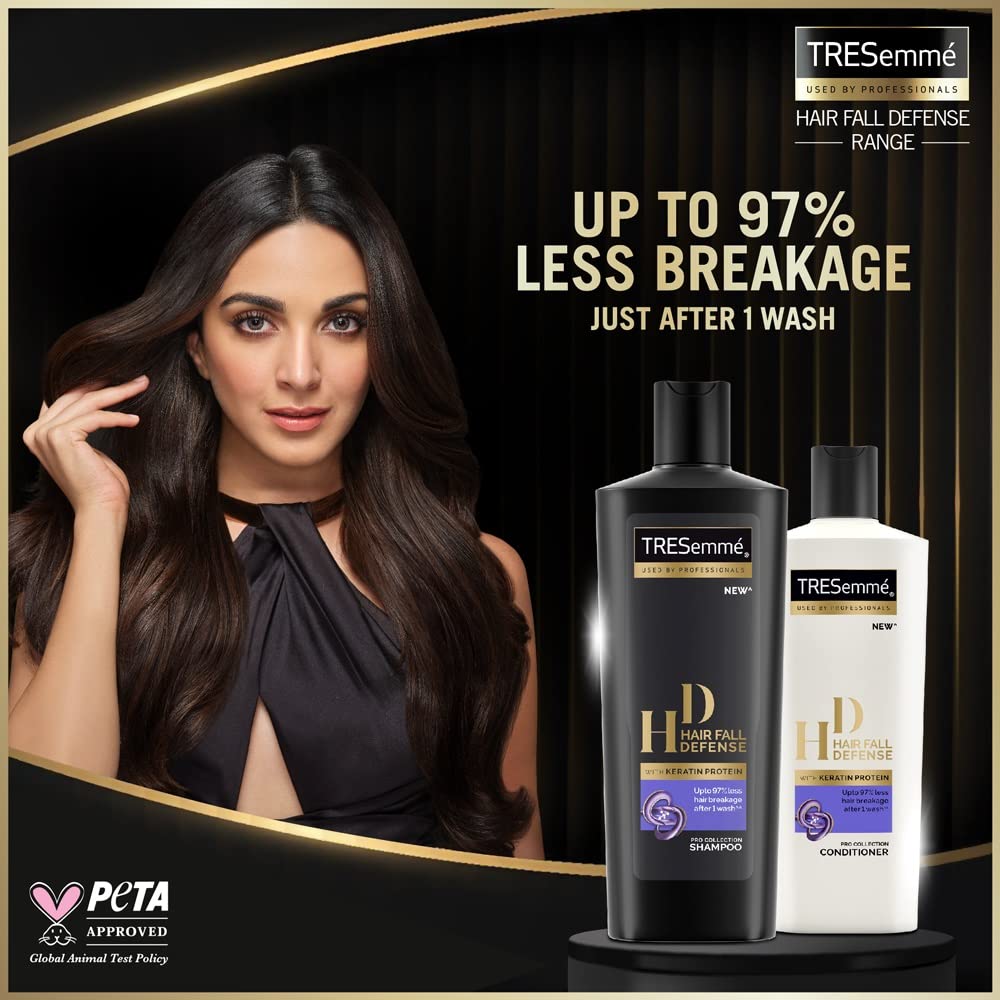 TRESemmé
USED BY PROFESSIONALS
HAIR FALL DEFENSE
RANGE
UP TO 97%
LESS BREAKAGE
JUST AFTER 1 WASH
TRESemmé®
USED BY PROFESSIONALS
NEW^
HD
HAIR FALL
DEFENSE
WITH KERATIN PROTEIN
Upto 97% less
hair breakage
after 1 wash^^
PRO COLLECTION
SHAMPOO
TRESemmé®
USED BY PROFESSIONALS
NEW^
HD
HAIR FALL
DEFENSE
WITH KERATIN PROTEIN
Upto 97% less
hair breakage
after 1 wash^^
PRO COLLECTION
CONDITIONER
PETA
APPROVED
Global Animal Test Policy